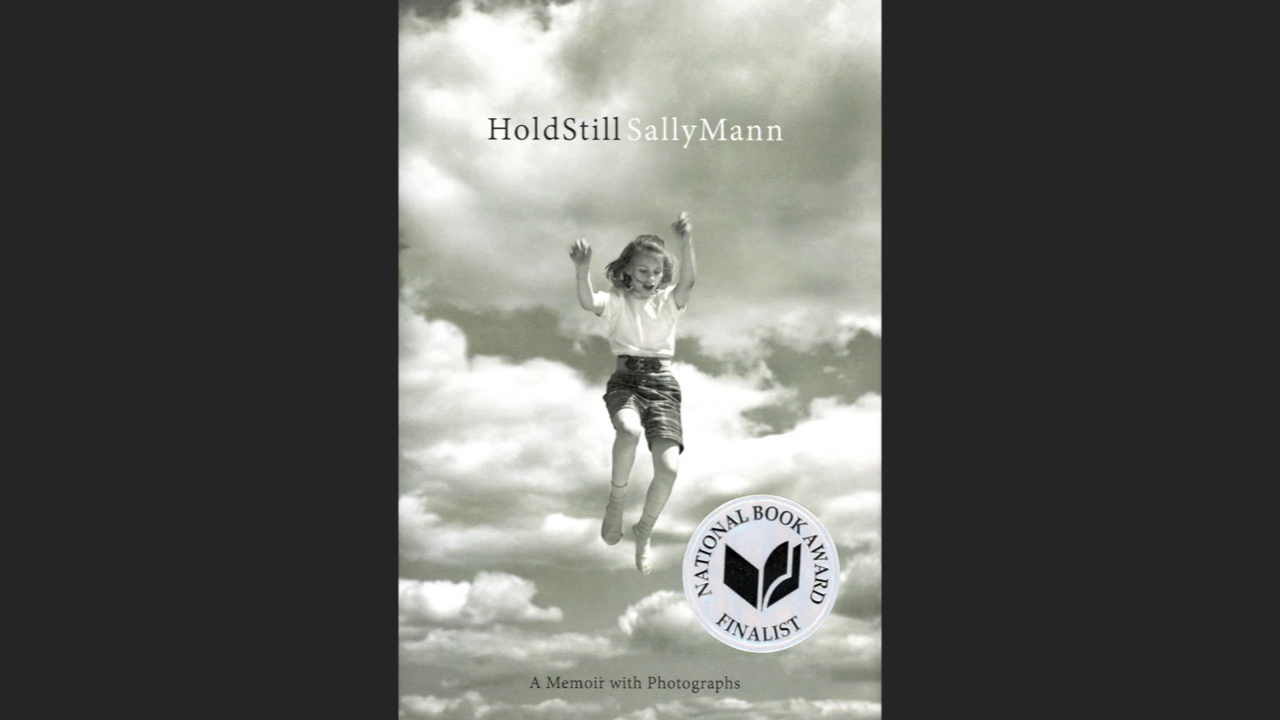 HoldStill SallyMann
NATIONAL BOOK AWARD
FINALIST
A Memoir with Photographs